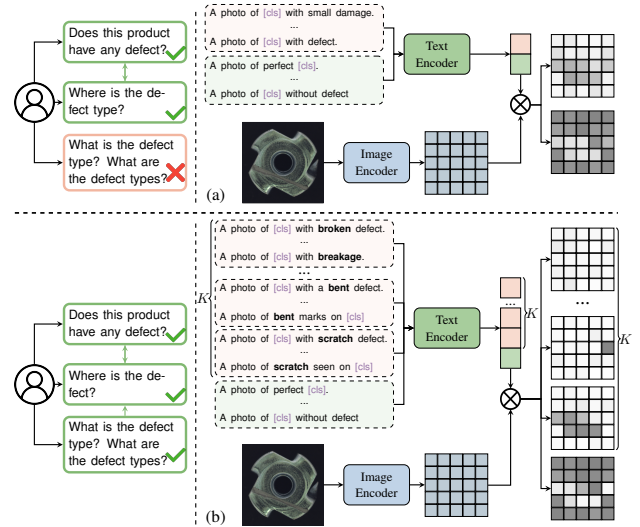 Does this product
have any defect?
Where is the de-
fect type?
What is the defect
type? What are
the defect types?
A photo of [cls] with small damage.
...
A photo of [cls] with defect.
A photo of perfect [cls].
...
A photo of [cls] without defect
Text
Encoder
Image
Encoder
(a)
Does this product
have any defect?
Where is the de-
fect?
What is the defect
type? What are
the defect types?
K
A photo of [cls] with broken defect.
...
A photo of [cls] with breakage.
...
A photo of [cls] with a bent defect.
...
A photo of bent marks on [cls]
A photo of [cls] with scratch defect.
...
A photo of scratch seen on [cls]
A photo of perfect [cls].
...
A photo of [cls] without defect
Text
Encoder
...
K
...
K
Image
Encoder
(b)